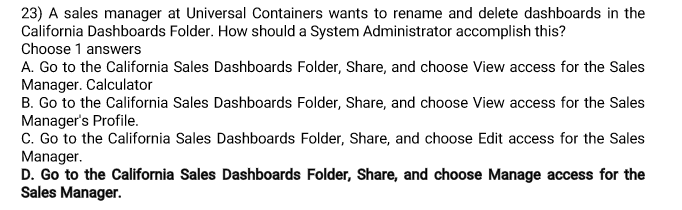 23) A sales manager at Universal Containers wants to rename and delete dashboards in the
California Dashboards Folder. How should a System Administrator accomplish this?
Choose 1 answers
A. Go to the California Sales Dashboards Folder, Share, and choose View access for the Sales
Manager. Calculator
B. Go to the California Sales Dashboards Folder, Share, and choose View access for the Sales
Manager's Profile.
C. Go to the California Sales Dashboards Folder, Share, and choose Edit access for the Sales
Manager.
D. Go to the California Sales Dashboards Folder, Share, and choose Manage access for the
Sales Manager.